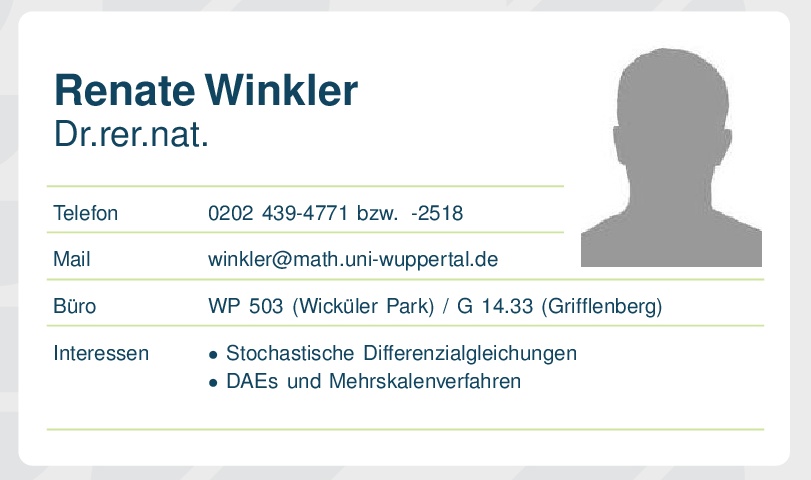 Renate Winkler
Dr.rer.nat.
Telefon 0202 439-4771 bzw. -2518
Mail winkler@math.uni-wuppertal.de
Büro WP 503 (Wicküler Park) / G 14.33 (Grifflenberg)
Interessen • Stochastische Differenzialgleichungen
• DAEs und Mehrskalenverfahren